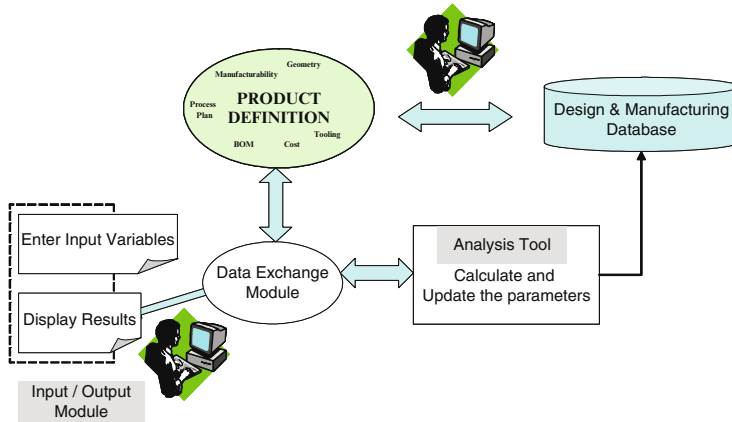 Geometry
Manufacturability
Process
Plan
PRODUCT
DEFINITION
Tooling
BOM
Cost
Design & Manufacturing
Database
Enter Input Variables
Display Results
Input / Output
Module
Data Exchange
Module
Analysis Tool
Calculate and
Update the parameters